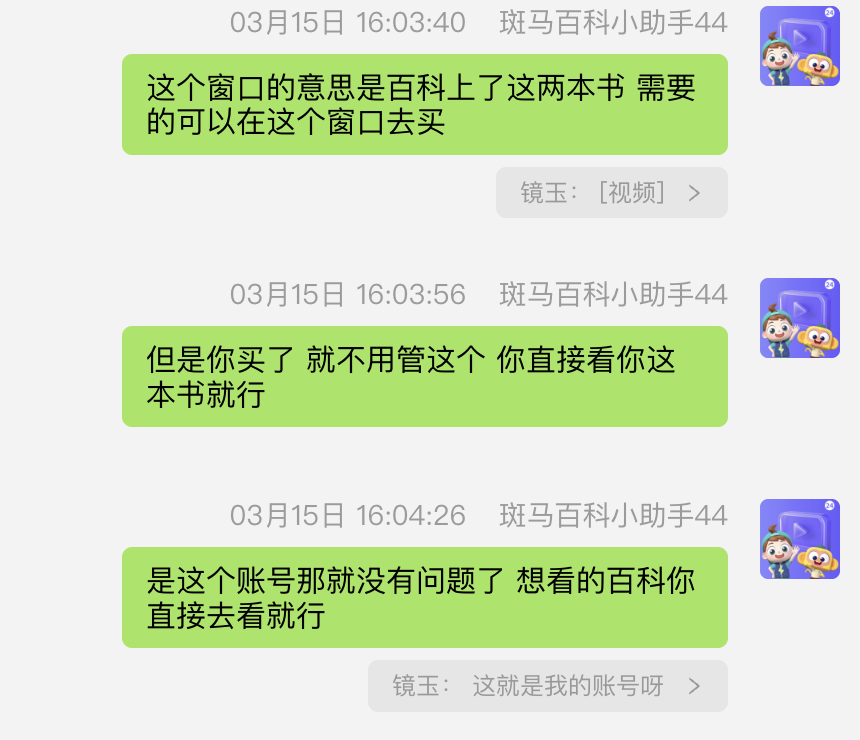 03月15日 16:03:40 斑马百科小助手44
这个窗口的意思是百科上了这两本书 需要
的可以在这个窗口去买
镜玉： [视频] >
03月15日 16:03:56 斑马百科小助手44
但是你买了 就不用管这个 你直接看你这
本书就行
03月15日 16:04:26 斑马百科小助手44
是这个账号那就没有问题了 想看的百科你
直接去看就行
镜玉： 这就是我的账号呀 >